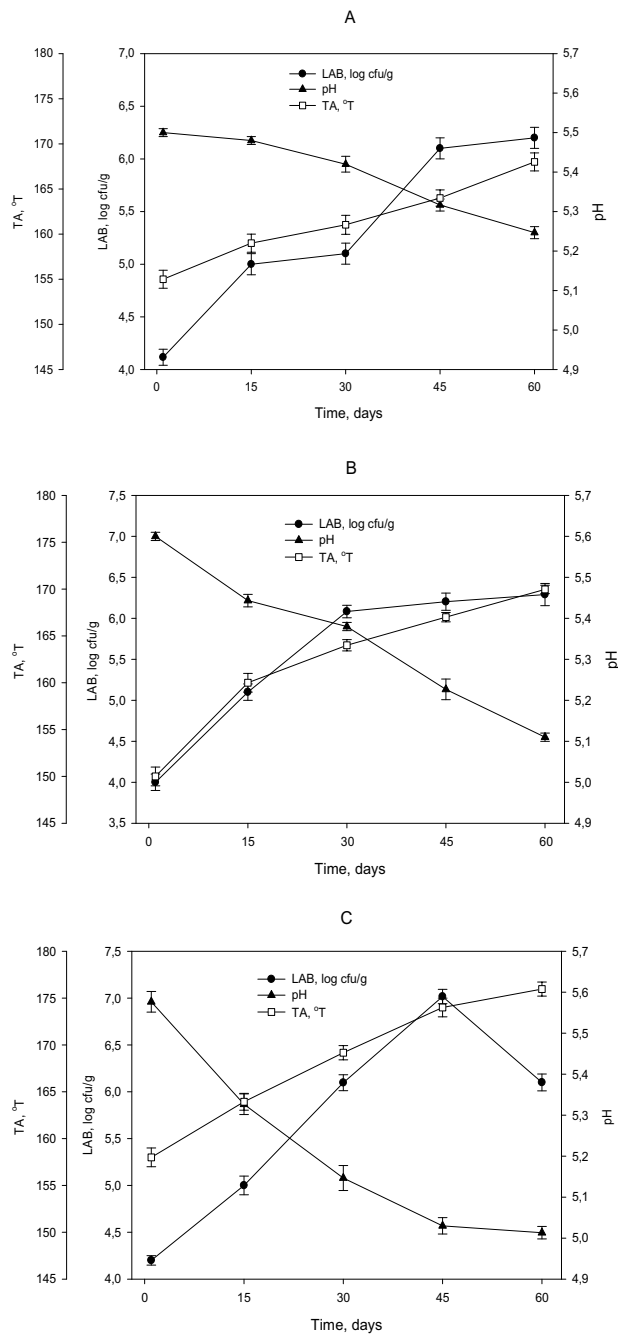 A
180
175
170
165
160
155
150
145
TA, °T
7,0
6,5
6,0
5,5
5,0
4,5
4,0
LAB, log cfu/g
LAB, log cfu/g
pH
TA, °T
5,7
5,6
5,5
5,4
5,3
5,2
5,1
5,0
4,9
pH
0 15 30 45 60
Time, days
B
180
175
170
165
160
155
150
145
TA, °T
7,5
7,0
6,5
6,0
5,5
5,0
4,5
4,0
3,5
LAB, log cfu/g
LAB, log cfu/g
pH
TA, °T
5,7
5,6
5,5
5,4
5,3
5,2
5,1
5,0
4,9
pH
0 15 30 45 60
Time, days
C
180
175
170
165
160
155
150
145
TA, °T
7,5
7,0
6,5
6,0
5,5
5,0
4,5
4,0
LAB, log cfu/g
LAB, log cfu/g
pH
TA, °T
5,7
5,6
5,5
5,4
5,3
5,2
5,1
5,0
4,9
pH
0 15 30 45 60
Time, days